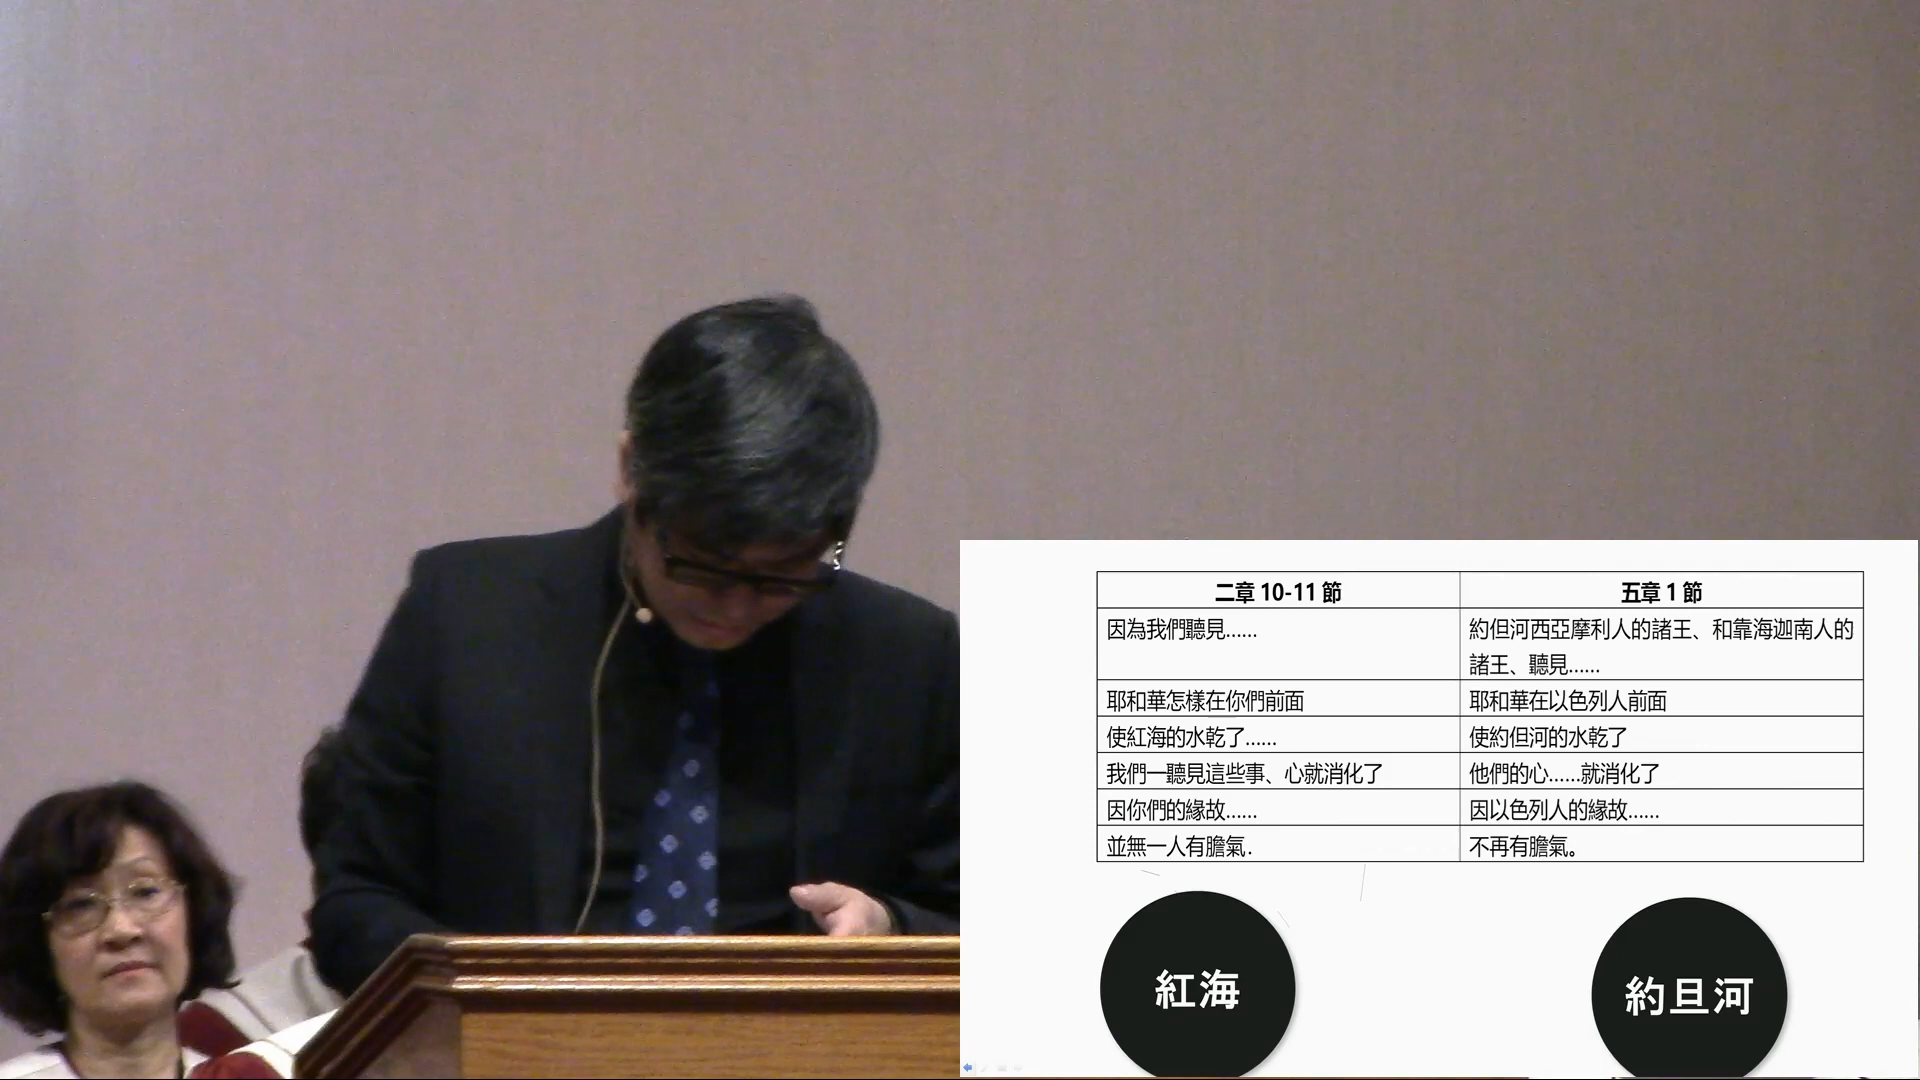 二章 10-11 節
五章 1 節
因為我們聽見……
約但河西亞摩利人的諸王、和靠海迦南人的
諸王、聽見……
耶和華怎樣在你們前面
耶和華在以色列人前面
使紅海的水乾了……
使約但河的水乾了
我們一聽見這些事、心就消化了
他們的心……就消化了
因你們的緣故……
因以色列人的緣故……
並無一人有膽氣.
不再有膽氣。
紅海
約旦河